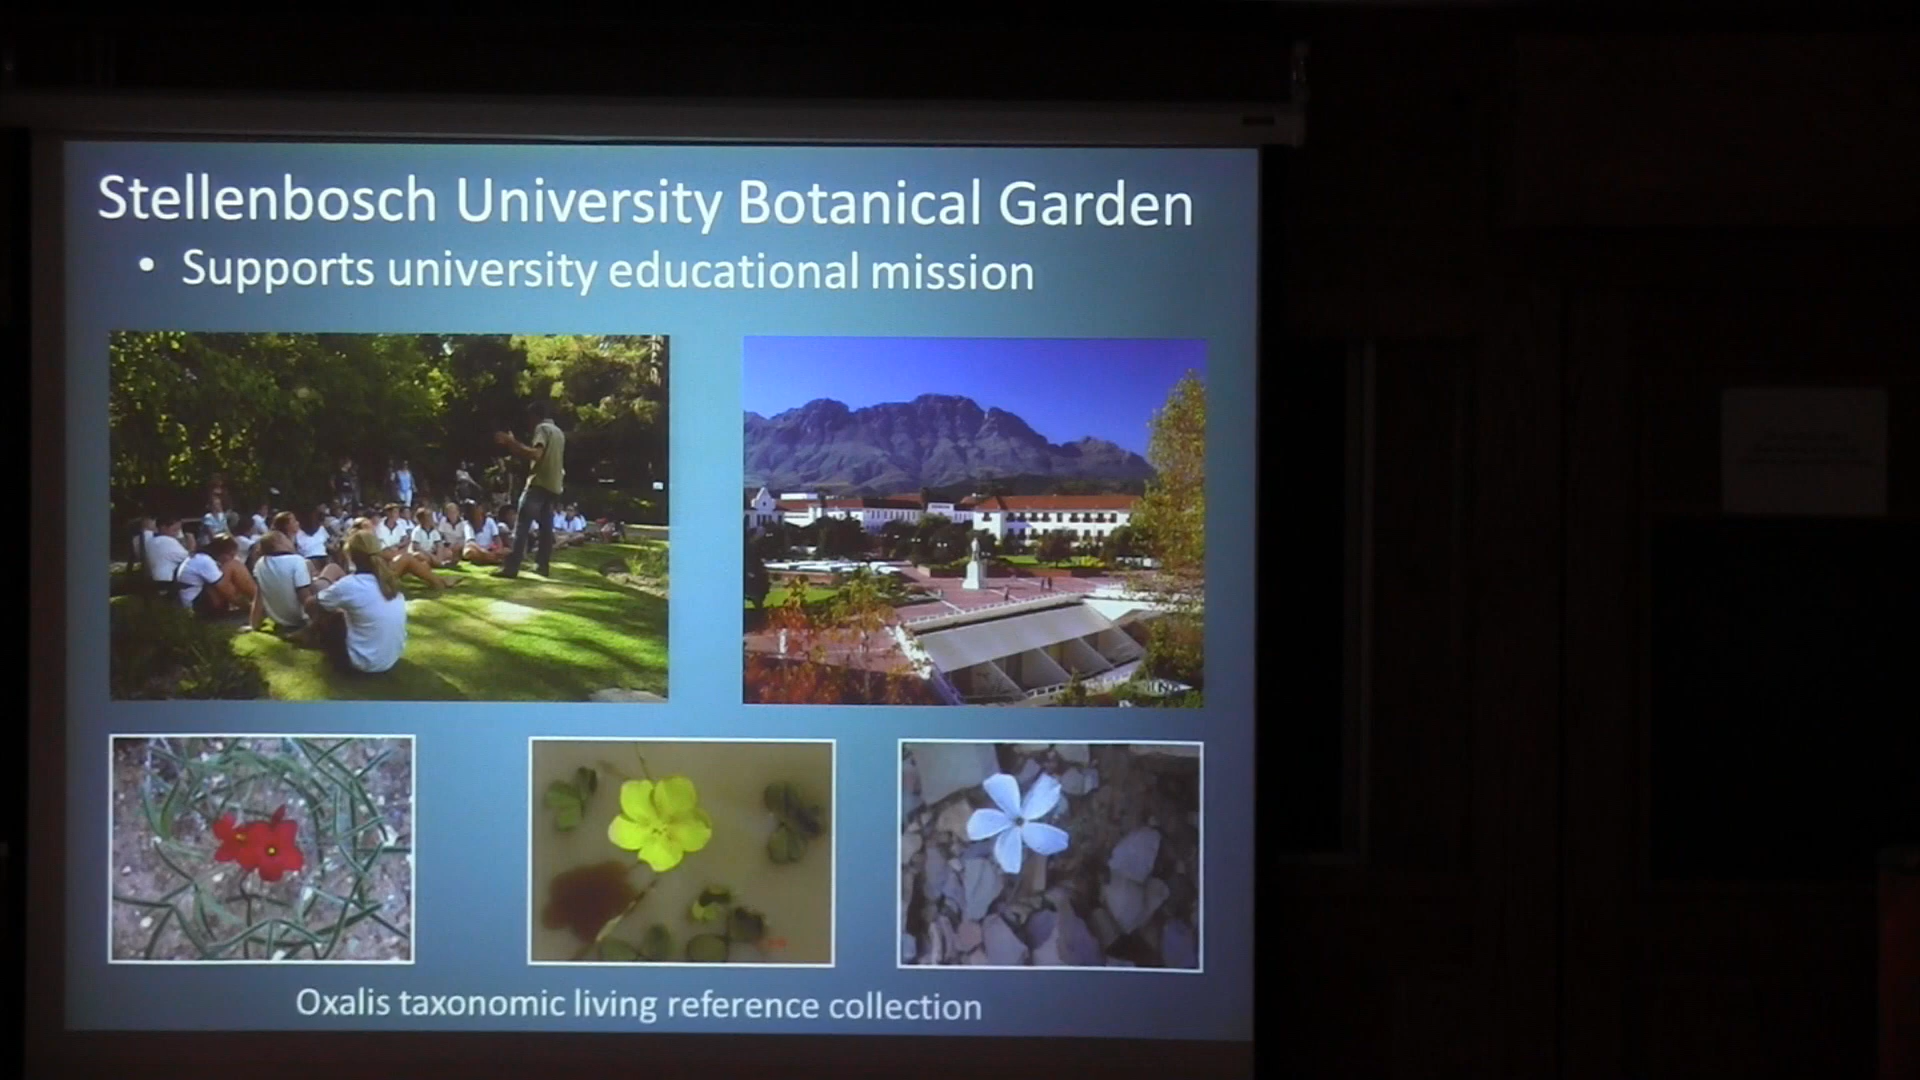 Stellenbosch University Botanical Garden
• Supports university educational mission
Oxalis taxonomic living reference collection